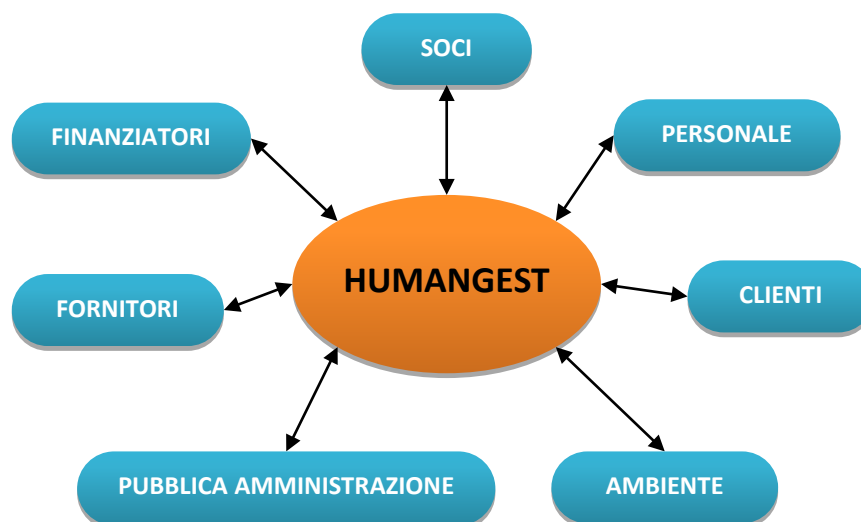 SOCI
FINANZIATORI
PERSONALE
HUMANGEST
FORNITORI
CLIENTI
PUBBLICA AMMINISTRAZIONE
AMBIENTE